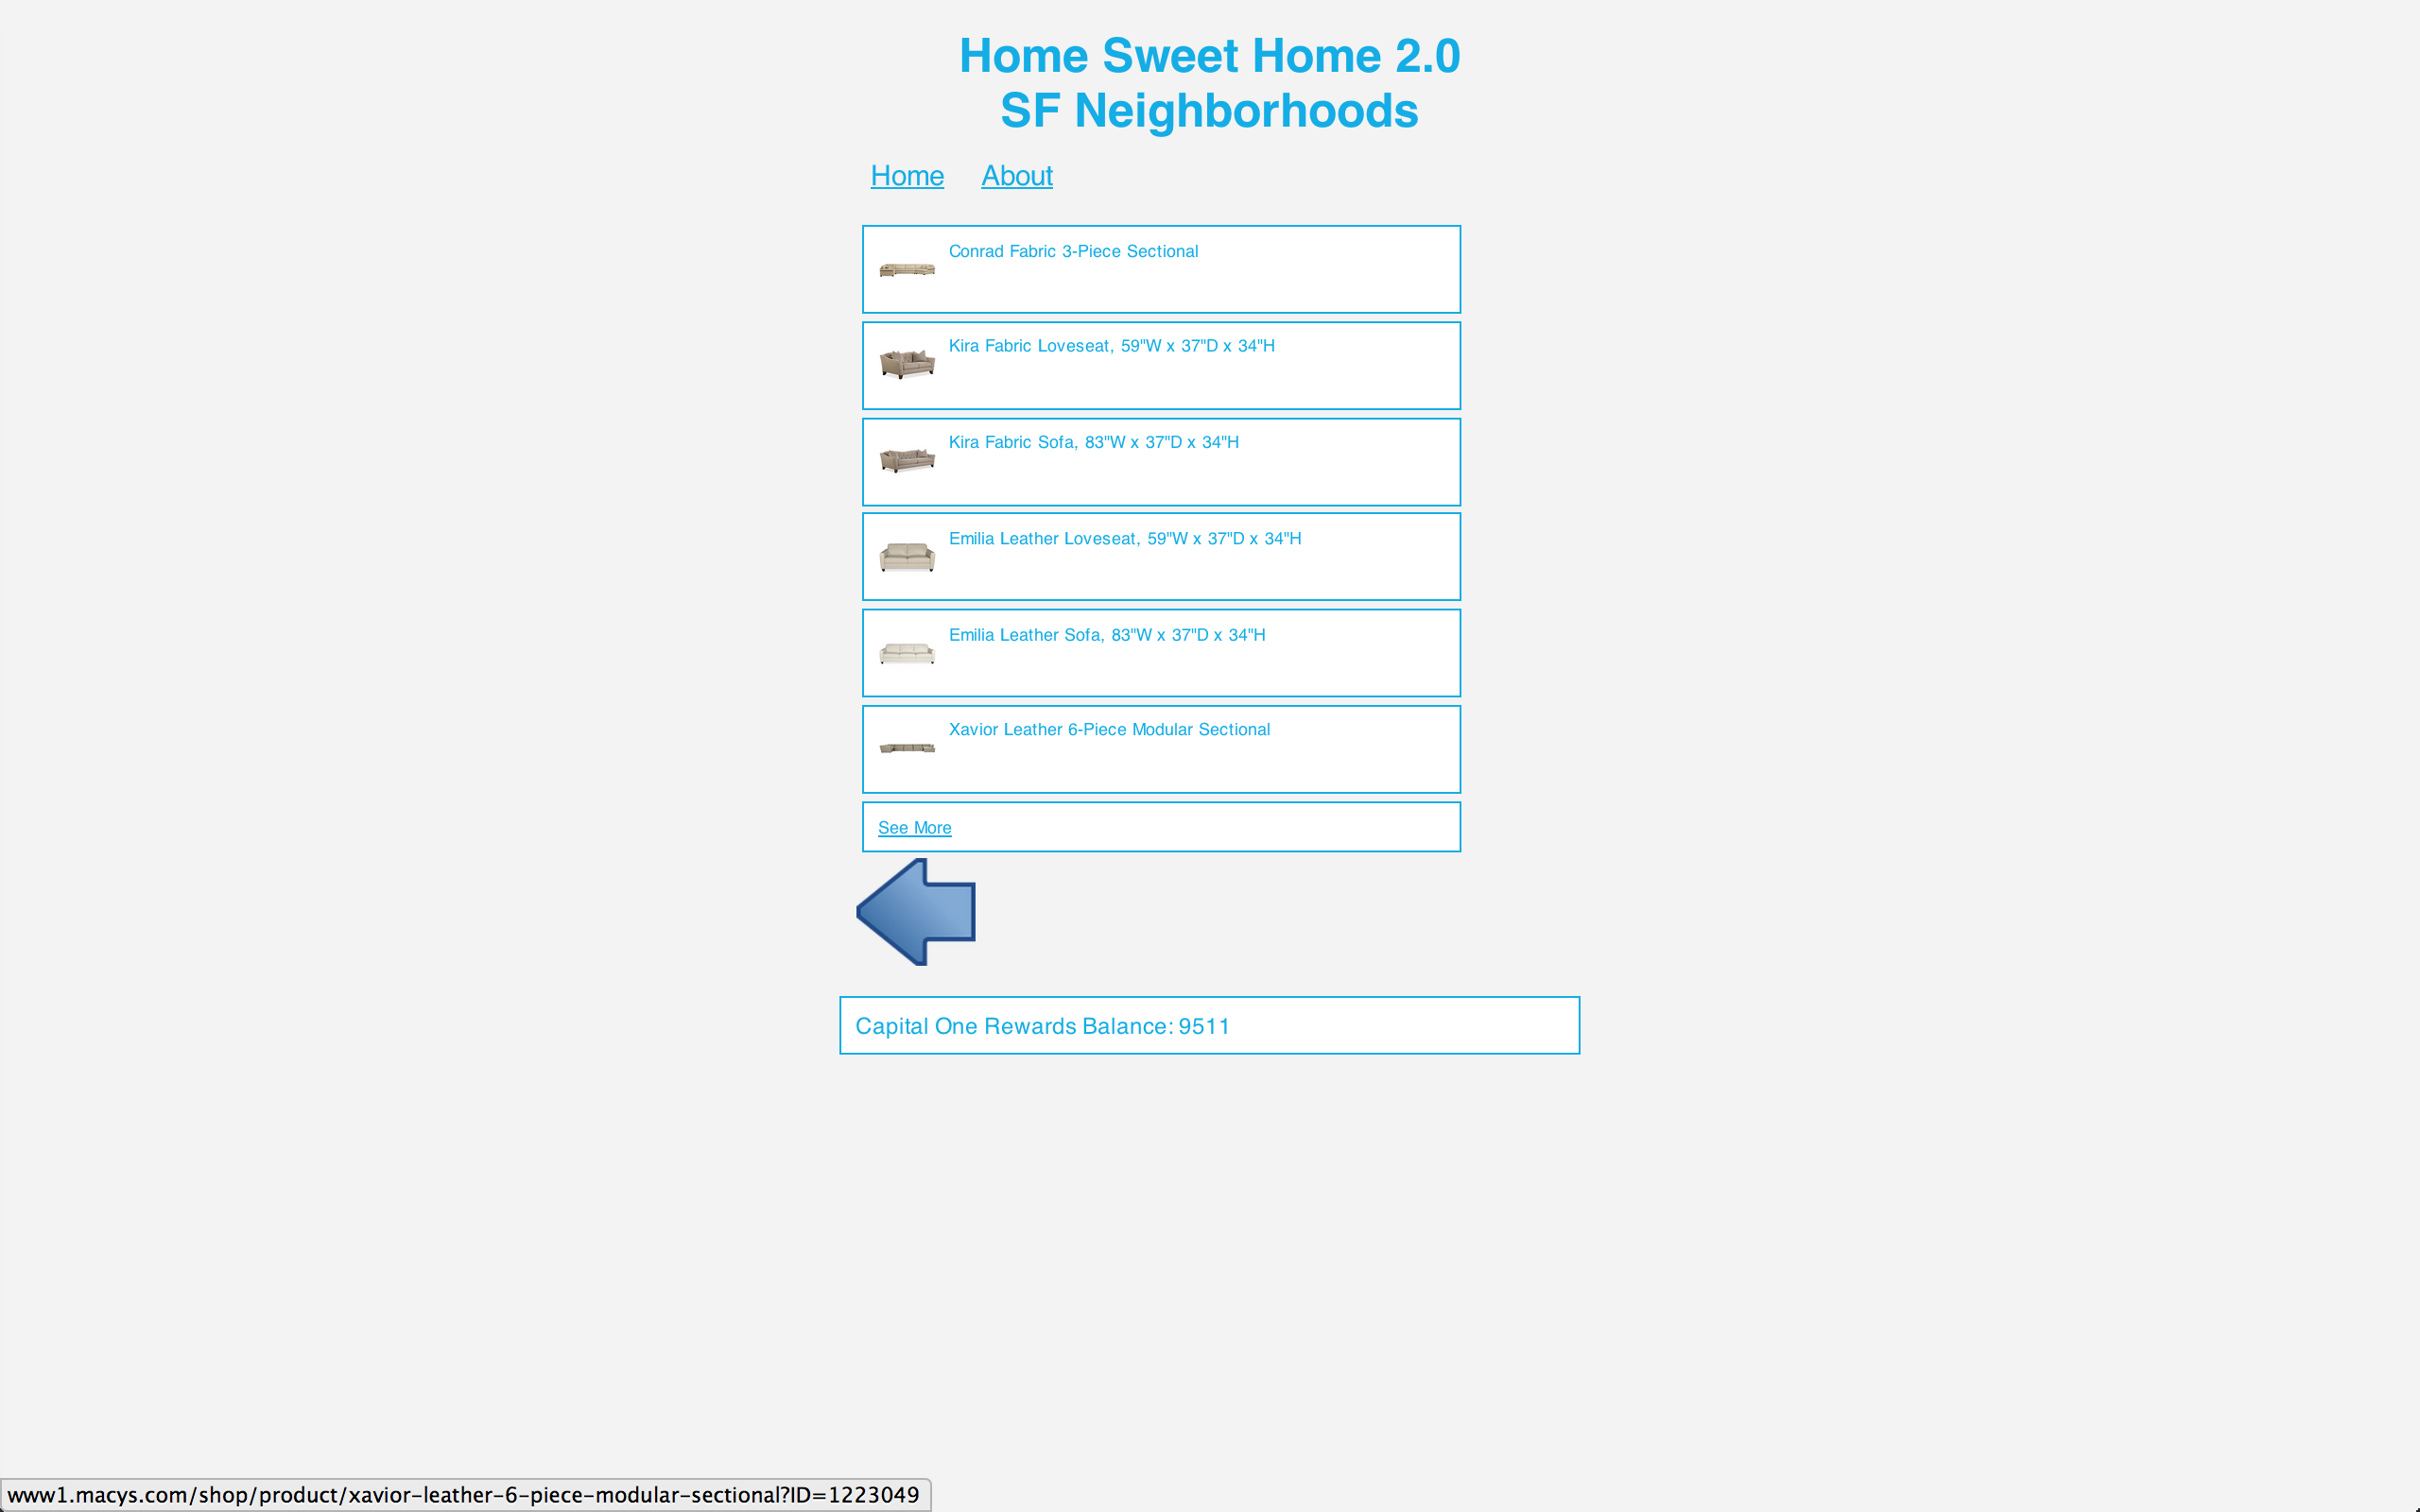 Home Sweet Home 2.0
SF Neighborhoods
Home About
Conrad Fabric 3-Piece Sectional
Kira Fabric Loveseat, 59"W x 37"D x 34"H
Kira Fabric Sofa, 83"W x 37"D x 34"H
Emilia Leather Loveseat, 59"W x 37"D x 34"H
Emilia Leather Sofa, 83"W x 37"D x 34"H
Xavior Leather 6-Piece Modular Sectional
See More
Capital One Rewards Balance: 9511
www1.macys.com/shop/product/xavior-leather-6-piece-modular-sectional?ID=1223049